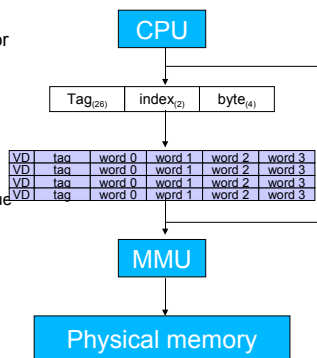 CPU
or
Tag(26) index(2) byte(4)
VD tag word 0 word 1 word 2 word 3
VD tag word 0 word 1 word 2 word 3
VD tag word 0 word 1 word 2 word 3
ue
VD tag word 0 word 1 word 2 word 3
MMU
Physical memory